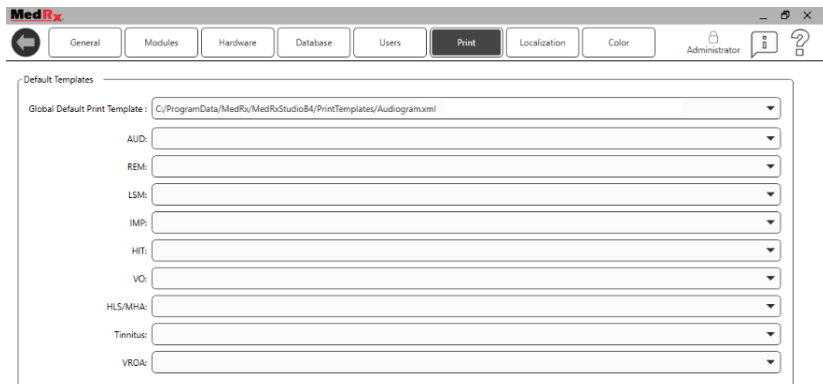 MedRx
General Modules Hardware Database Users Print Localization Color Administrator
Default Templates
Global Default Print Template : C:/ProgramData/MedRx/MedRxStudio84/PrintTemplates/Audiogram.xml
AUD:
REM:
LSM:
IMP:
HIT:
VO:
HLS/MHA:
Tinnitus:
VROA: